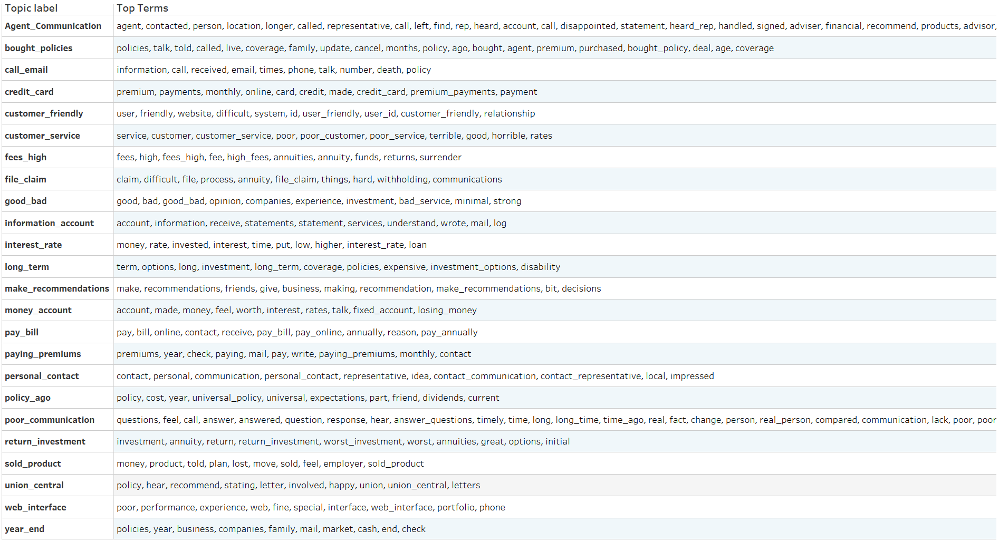 Topic label Top Terms
Agent_Communication agent, contacted, person, location, longer, called, representative, call, left, find, rep, heard, account, call, disappointed, statement, heard_rep, handled, signed, adviser, financial, recommend, products, advisor,
bought_policies policies, talk, told, called, live, coverage, family, update, cancel, months, policy, ago, bought, agent, premium, purchased, bought_policy, deal, age, coverage
call_email information, call, received, email, times, phone, talk, number, death, policy
credit_card premium, payments, monthly, online, card, credit, made, credit_card, premium_payments, payment
customer_friendly user, friendly, website, difficult, system, id, user_friendly, user_id, customer_friendly, relationship
customer_service service, customer, customer_service, poor, poor_customer, poor_service, terrible, good, horrible, rates
fees_high fees, high, fees_high, fee, high_fees, annuities, annuity, funds, returns, surrender
file_claim claim, difficult, file, process, annuity, file_claim, things, hard, withholding, communications
good_bad good, bad, good_bad, opinion, companies, experience, investment, bad_service, minimal, strong
information_account account, information, receive, statements, statement, services, understand, wrote, mail, log
interest_rate money, rate, invested, interest, time, put, low, higher, interest_rate, loan
long_term term, options, long, investment, long_term, coverage, policies, expensive, investment_options, disability
make_recommendations make, recommendations, friends, give, business, making, recommendation, make_recommendations, bit, decisions
money_account account, made, money, feel, worth, interest, rates, talk, fixed_account, losing_money
pay_bill pay, bill, online, contact, receive, pay_bill, pay_online, annually, reason, pay_annually
paying_premiums premiums, year, check, paying, mail, pay, write, paying_premiums, monthly, contact
personal_contact contact, personal, communication, personal_contact, representative, idea, contact_communication, contact_representative, local, impressed
policy_ago policy, cost, year, universal_policy, universal, expectations, part, friend, dividends, current
poor_communication questions, feel, call, answer, answered, question, response, hear, answer_questions, timely, time, long, long_time, time_ago, real, fact, change, person, real_person, compared, communication, lack, poor, poor
return_investment investment, annuity, return, return_investment, worst_investment, worst, annuities, great, options, initial
sold_product money, product, told, plan, lost, move, sold, feel, employer, sold_product
union_central policy, hear, recommend, stating, letter, involved, happy, union, union_central, letters
web_interface poor, performance, experience, web, fine, special, interface, web_interface, portfolio, phone
year_end policies, year, business, companies, family, mail, market, cash, end, check